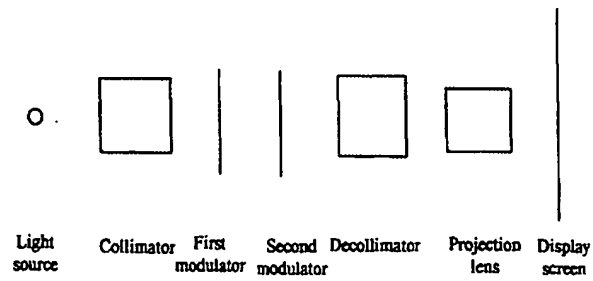 Light source
Collimator
First modulator
Second modulator
Decollimator
Projection lens
Display screen